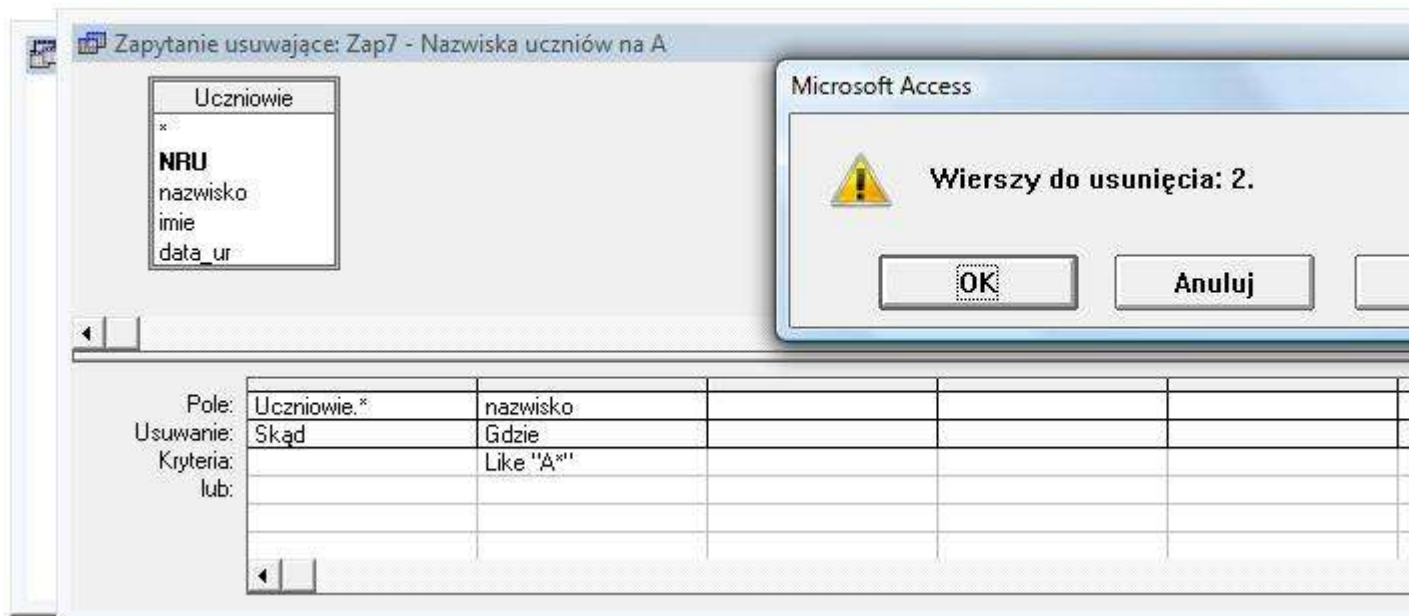 Zapytanie usuwające: Zap7 - Nazwiska uczniów na A
Uczniowie
*
NRU
nazwisko
imie
data_ur
Microsoft Access
Wierszy do usunięcia: 2.
OK Anuluj
Pole: Uczniowie.* nazwisko
Usuwanie: Skąd Gdzie
Kryteria: Like "A*"
lub: